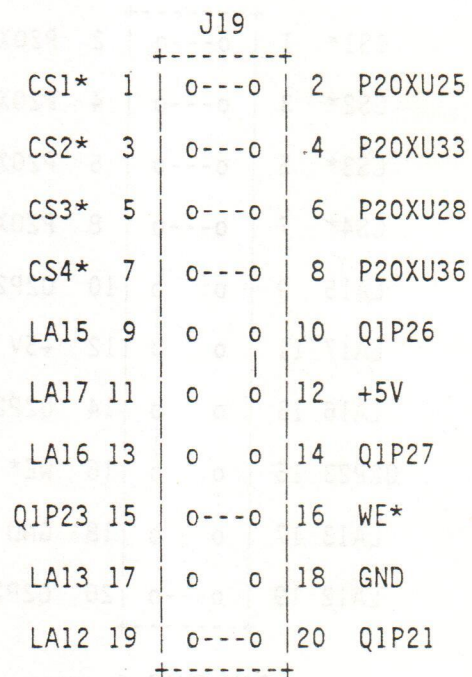 J19
+-------+
CS1* 1 | o---o | 2 P20XU25
CS2* 3 | o---o | 4 P20XU33
CS3* 5 | o---o | 6 P20XU28
CS4* 7 | o---o | 8 P20XU36
LA15 9 | o o | 10 Q1P26
|
LA17 11 | o o | 12 +5V
LA16 13 | o o | 14 Q1P27
Q1P23 15 | o---o | 16 WE*
LA13 17 | o o | 18 GND
LA12 19 | o---o | 20 Q1P21
+-------+